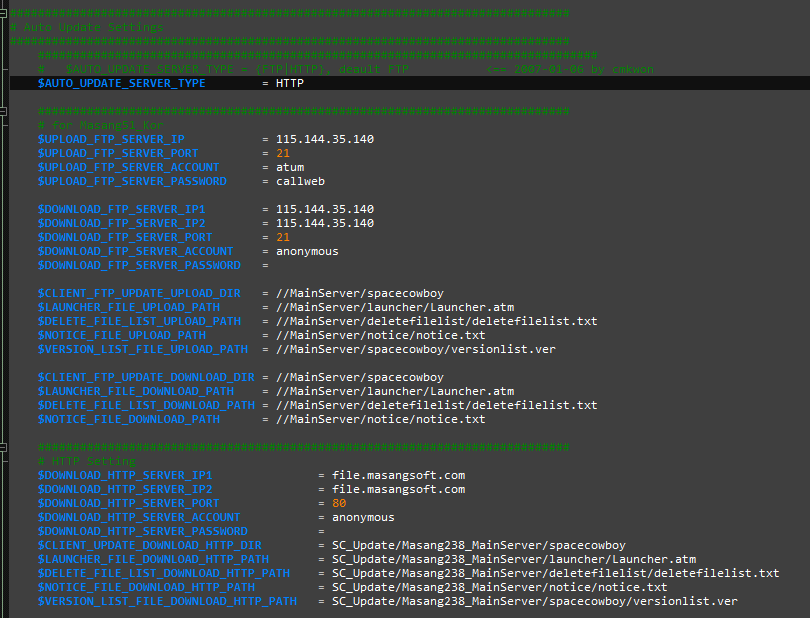 ################################################################################
# Auto Update Settings
################################################################################
################################################################################
# $AUTO_UPDATE_SERVER_TYPE = (FTP|HTTP), deault FTP <== 2007-01-06 by cmkwon
$AUTO_UPDATE_SERVER_TYPE = HTTP
############################################################################
# for Masang51_Kor
$UPLOAD_FTP_SERVER_IP = 115.144.35.140
$UPLOAD_FTP_SERVER_PORT = 21
$UPLOAD_FTP_SERVER_ACCOUNT = atum
$UPLOAD_FTP_SERVER_PASSWORD = callweb
$DOWNLOAD_FTP_SERVER_IP1 = 115.144.35.140
$DOWNLOAD_FTP_SERVER_IP2 = 115.144.35.140
$DOWNLOAD_FTP_SERVER_PORT = 21
$DOWNLOAD_FTP_SERVER_ACCOUNT = anonymous
$DOWNLOAD_FTP_SERVER_PASSWORD =
$CLIENT_FTP_UPDATE_UPLOAD_DIR = //MainServer/spacecowboy
$LAUNCHER_FILE_UPLOAD_PATH = //MainServer/launcher/Launcher.atm
$DELETE_FILE_LIST_UPLOAD_PATH = //MainServer/deletefilelist/deletefilelist.txt
$NOTICE_FILE_UPLOAD_PATH = //MainServer/notice/notice.txt
$VERSION_LIST_FILE_UPLOAD_PATH = //MainServer/spacecowboy/versionlist.ver
$CLIENT_FTP_UPDATE_DOWNLOAD_DIR = //MainServer/spacecowboy
$LAUNCHER_FILE_DOWNLOAD_PATH = //MainServer/launcher/Launcher.atm
$DELETE_FILE_LIST_DOWNLOAD_PATH = //MainServer/deletefilelist/deletefilelist.txt
$NOTICE_FILE_DOWNLOAD_PATH = //MainServer/notice/notice.txt
############################################################################
# HTTP Setting
$DOWNLOAD_HTTP_SERVER_IP1 = file.masangsoft.com
$DOWNLOAD_HTTP_SERVER_IP2 = file.masangsoft.com
$DOWNLOAD_HTTP_SERVER_PORT = 80
$DOWNLOAD_HTTP_SERVER_ACCOUNT = anonymous
$DOWNLOAD_HTTP_SERVER_PASSWORD =
$CLIENT_UPDATE_DOWNLOAD_HTTP_DIR = SC_Update/Masang238_MainServer/spacecowboy
$LAUNCHER_FILE_DOWNLOAD_HTTP_PATH = SC_Update/Masang238_MainServer/launcher/Launcher.atm
$DELETE_FILE_LIST_DOWNLOAD_HTTP_PATH = SC_Update/Masang238_MainServer/deletefilelist/deletefilelist.txt
$NOTICE_FILE_DOWNLOAD_HTTP_PATH = SC_Update/Masang238_MainServer/notice/notice.txt
$VERSION_LIST_FILE_DOWNLOAD_HTTP_PATH = SC_Update/Masang238_MainServer/spacecowboy/versionlist.ver